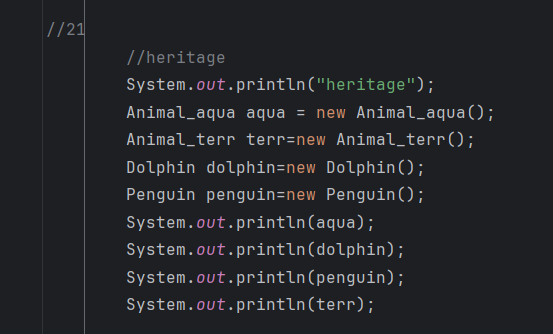 //21
//heritage
System.out.println("heritage");
Animal_aqua aqua = new Animal_aqua();
Animal_terr terr=new Animal_terr();
Dolphin dolphin=new Dolphin();
Penguin penguin=new Penguin();
System.out.println(aqua);
System.out.println(dolphin);
System.out.println(penguin);
System.out.println(terr);